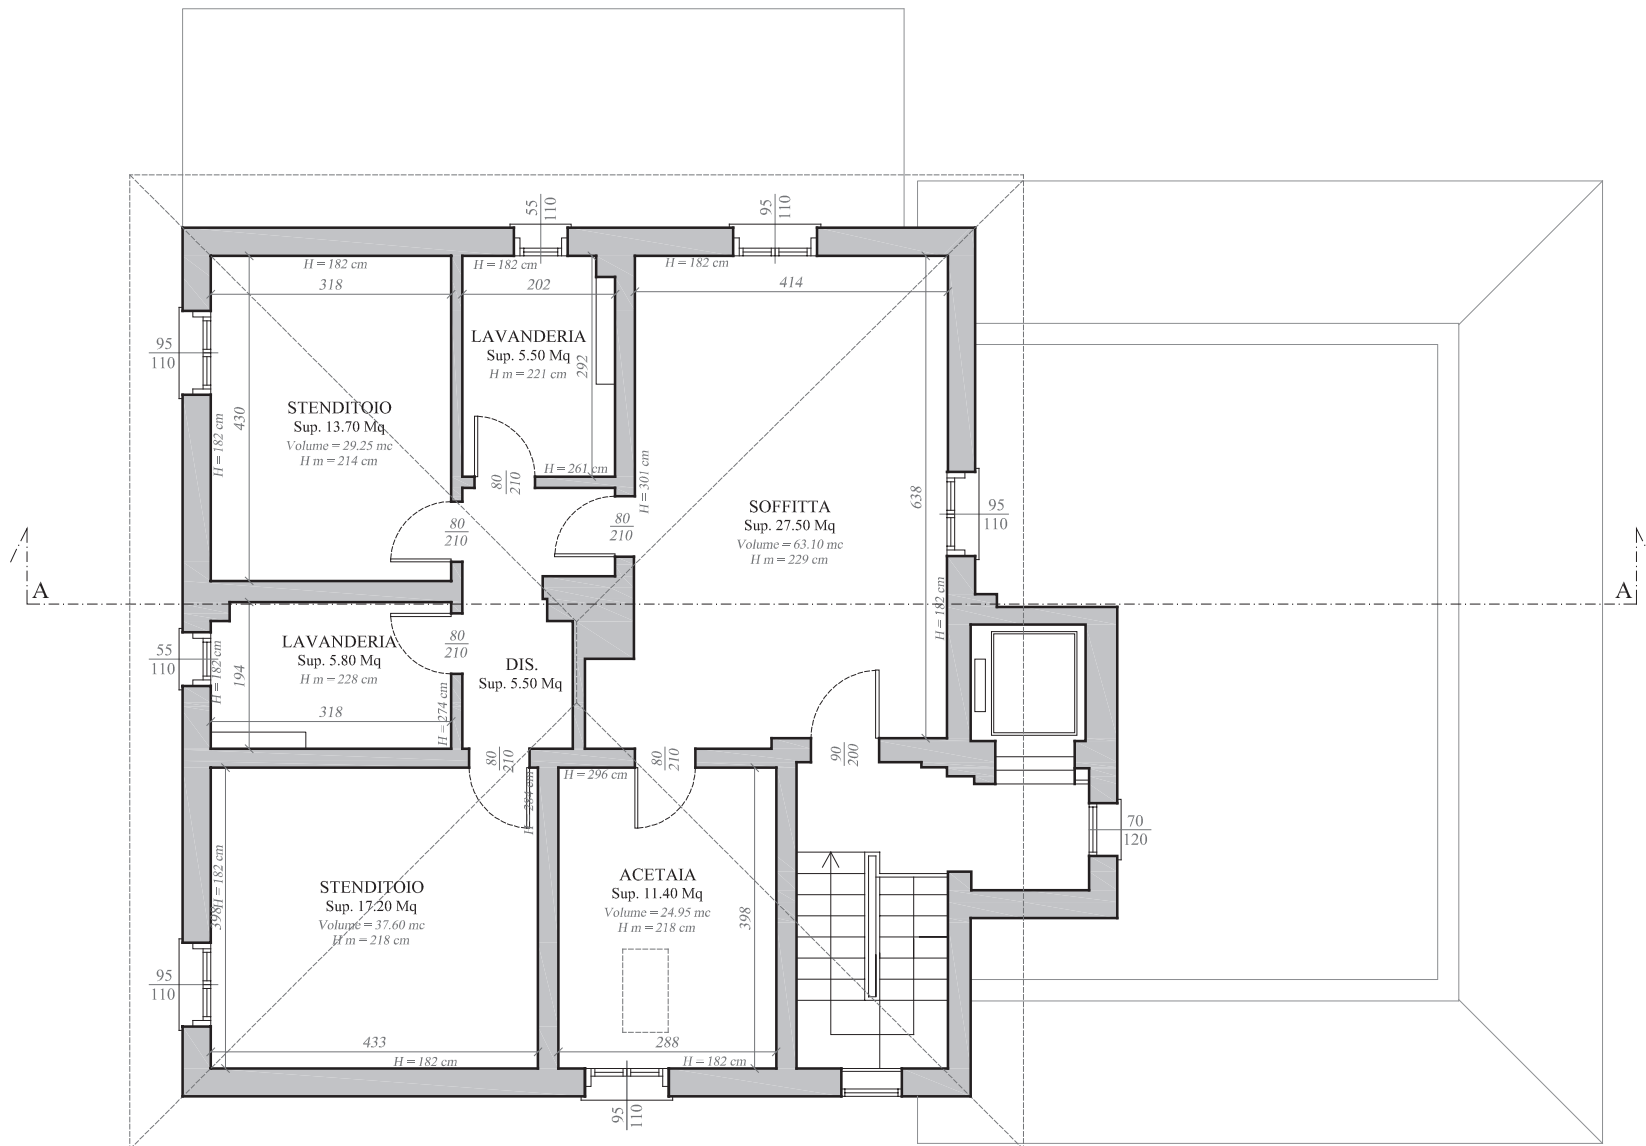 55
110
95
110
H = 182 cm
H = 182 cm
H = 182 cm
318
202
414
95
110
LAVANDERIA
Sup. 5.50 Mq
H m = 221 cm
292
STENDITOIO
Sup. 13.70 Mq
Volume = 29.25 mc
H m = 214 cm
430
H = 182 cm
H = 261 cm
80
210
H = 301 cm
638
SOFFITTA
Sup. 27.50 Mq
Volume = 63.10 mc
H m = 229 cm
95
110
80
210
80
210
A
A
H = 182 cm
LAVANDERIA
Sup. 5.80 Mq
H m = 228 cm
80
210
55
110
H = 182 cm
194
318
H = 274 cm
DIS.
Sup. 5.50 Mq
80
210
80
210
90
200
H = 296 cm
H = 284 cm
70
120
H = 182 cm
398
STENDITOIO
Sup. 17.20 Mq
Volume = 37.60 mc
H m = 218 cm
ACETAIA
Sup. 11.40 Mq
Volume = 24.95 mc
H m = 218 cm
398
95
110
433
288
H = 182 cm
H = 182 cm
95
110